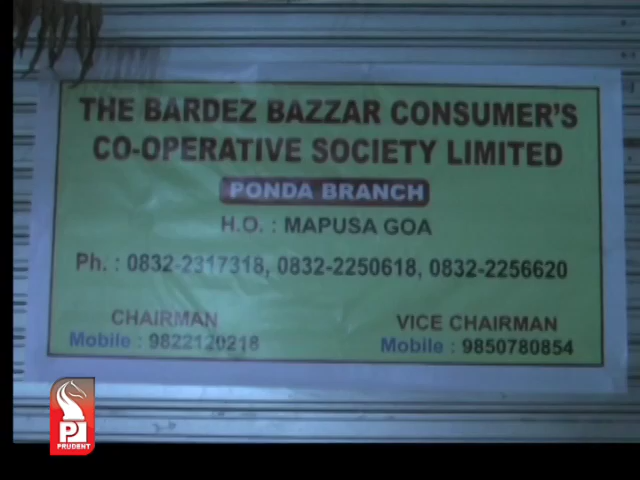 THE BARDEZ BAZZAR CONSUMER'S
CO-OPERATIVE SOCIETY LIMITED
PONDA BRANCH
H.O. : MAPUSA GOA
Ph. : 0832-2317318, 0832-2250618, 0832-2256620
CHAIRMAN
Mobile : 9822120218
VICE CHAIRMAN
Mobile : 9850780854
P
PRUDENT